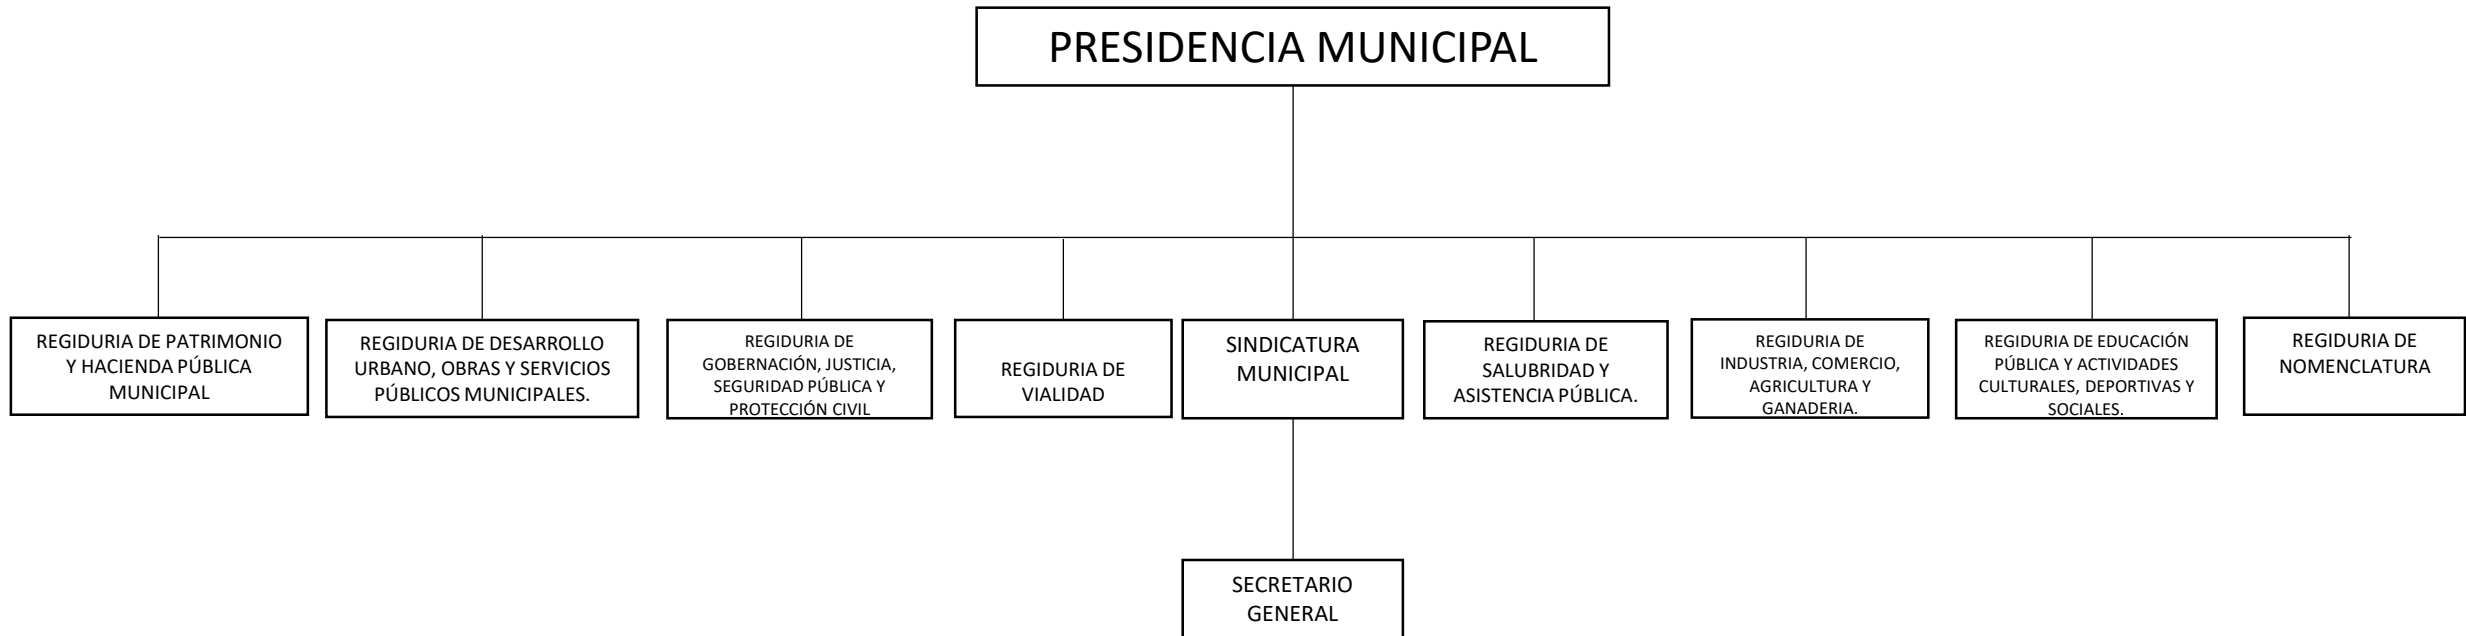 PRESIDENCIA MUNICIPAL
REGIDURIA DE PATRIMONIO
Y HACIENDA PÚBLICA
MUNICIPAL
REGIDURIA DE DESARROLLO
URBANO, OBRAS Y SERVICIOS
PÚBLICOS MUNICIPALES.
REGIDURIA DE
GOBERNACIÓN, JUSTICIA,
SEGURIDAD PÚBLICA Y
PROTECCIÓN CIVIL
REGIDURIA DE
VIALIDAD
SINDICATURA
MUNICIPAL
REGIDURIA DE
SALUBRIDAD Y
ASISTENCIA PÚBLICA.
REGIDURIA DE
INDUSTRIA, COMERCIO,
AGRICULTURA Y
GANADERIA.
REGIDURIA DE EDUCACIÓN
PÚBLICA Y ACTIVIDADES
CULTURALES, DEPORTIVAS Y
SOCIALES.
REGIDURIA DE
NOMENCLATURA
SECRETARIO
GENERAL